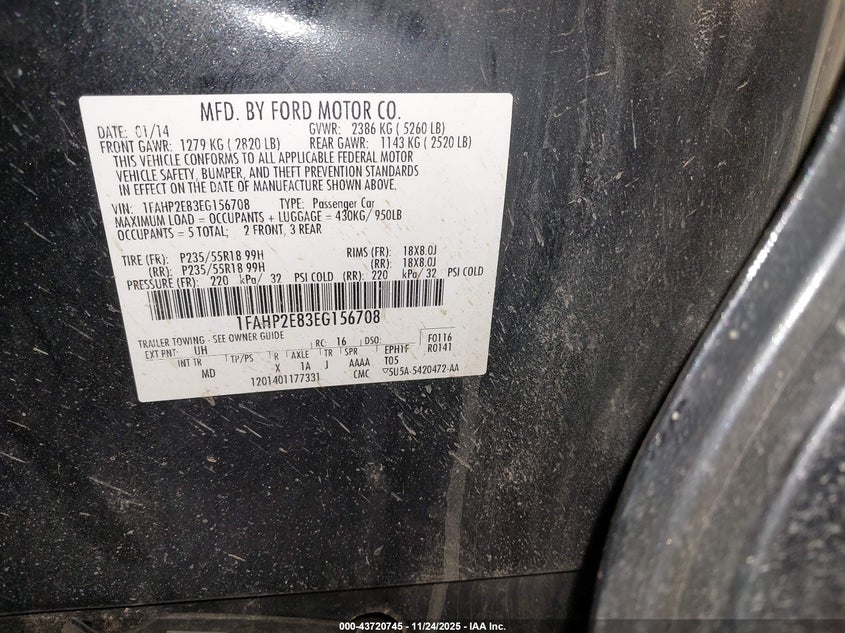 MFD. BY FORD MOTOR CO.
DATE: 01/14 GVWR: 2386 KG ( 5260 LB)
FRONT GAWR: 1279 KG ( 2820 LB) REAR GAWR: 1143 KG ( 2520 LB)
THIS VEHICLE CONFORMS TO ALL APPLICABLE FEDERAL MOTOR
VEHICLE SAFETY, BUMPER, AND THEFT PREVENTION STANDARDS
IN EFFECT ON THE DATE OF MANUFACTURE SHOWN ABOVE.
VIN: 1FAHP2E83EG156708 TYPE: Passenger Car
MAXIMUM LOAD = OCCUPANTS + LUGGAGE = 430KG/ 950LB
OCCUPANTS = 5 TOTAL; 2 FRONT, 3 REAR
TIRE (FR): P235/55R18 99H RIMS (FR): 18X8.0J
(RR): P235/55R18 99H (RR): 18X8.0J
PRESSURE (FR): 220 kPa/ 32 PSI COLD (RR): 220 kPa/ 32 PSI COLD
1FAHP2E83EG156708
TRAILER TOWING - SEE OWNER GUIDE RC: 16 DSO: F0116
EXT PNT: UH EPH1F R0141
INT TR TP/PS R AXLE TR SPR T05
MD X 1A J AAAA
120140117733 CMC ▽5U5A-5420472-AA
000-43720745 - 11/24/2025 - IAA Inc.